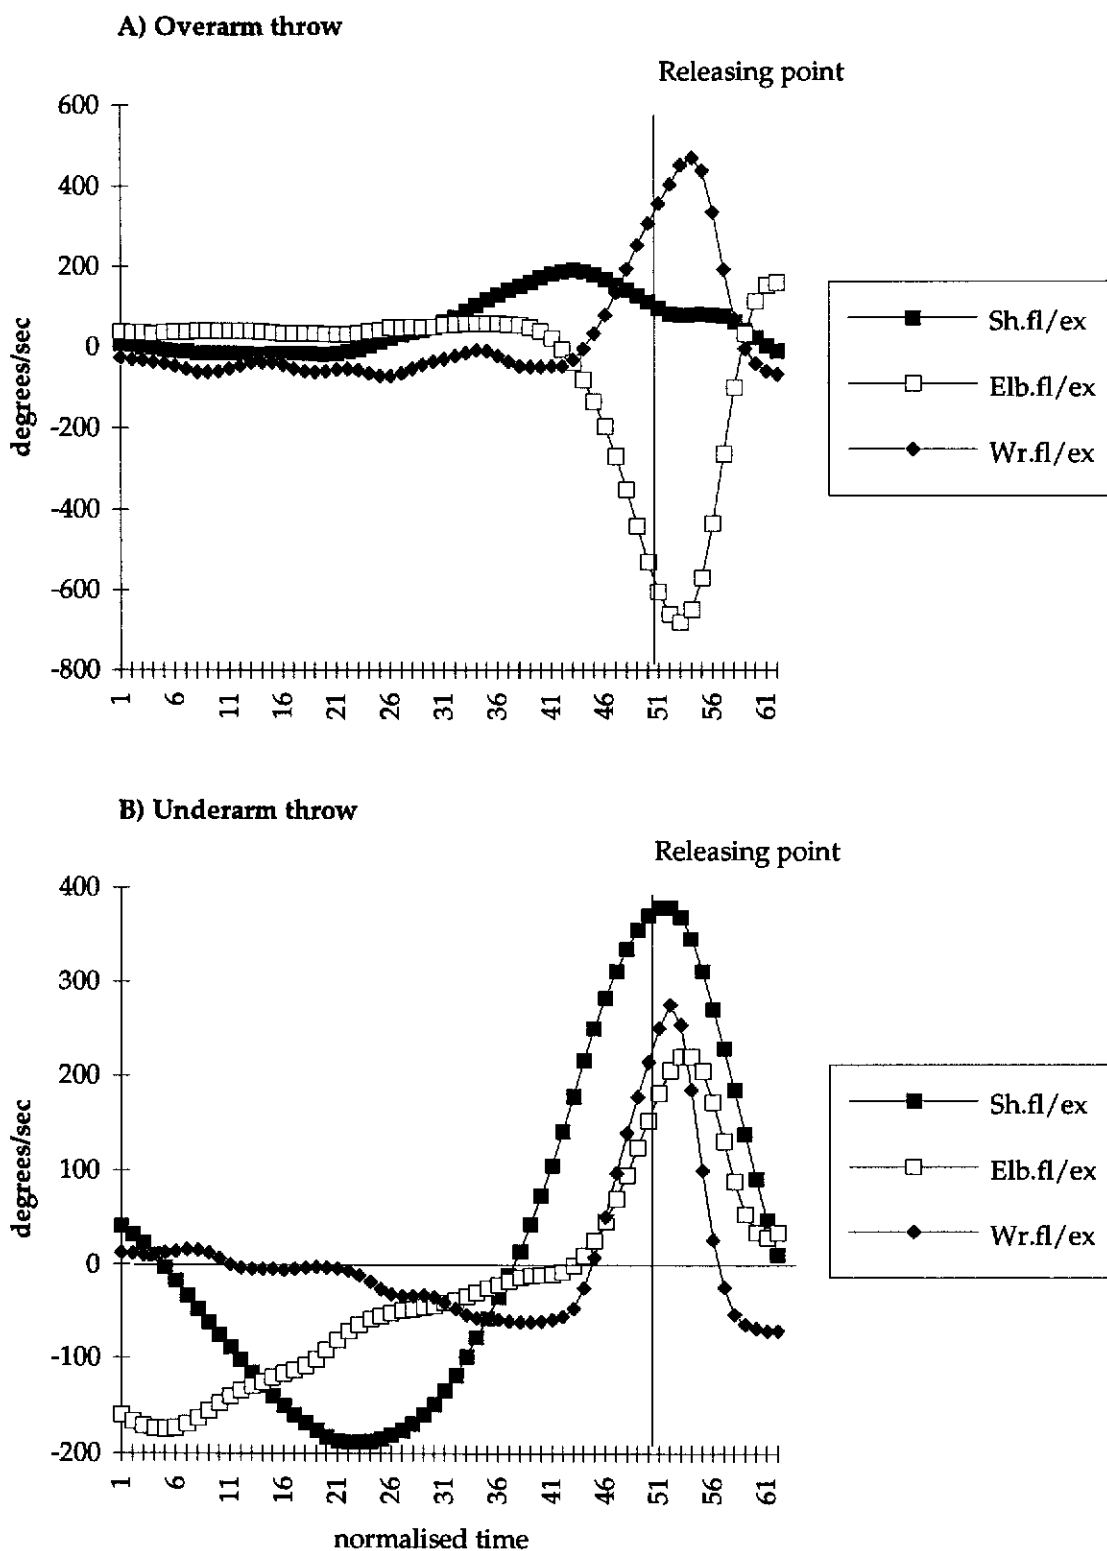 A) Overarm throw
Releasing point
600
400
200
0
-200
-400
-600
-800
degrees/sec
1 6 11 16 21 26 31 36 41 46 51 56 61
Sh.fl/ex
Elb.fl/ex
Wr.fl/ex
B) Underarm throw
Releasing point
400
300
200
100
0
-100
-200
degrees/sec
1 6 11 16 21 26 31 36 41 46 51 56 61
normalised time
Sh.fl/ex
Elb.fl/ex
Wr.fl/ex